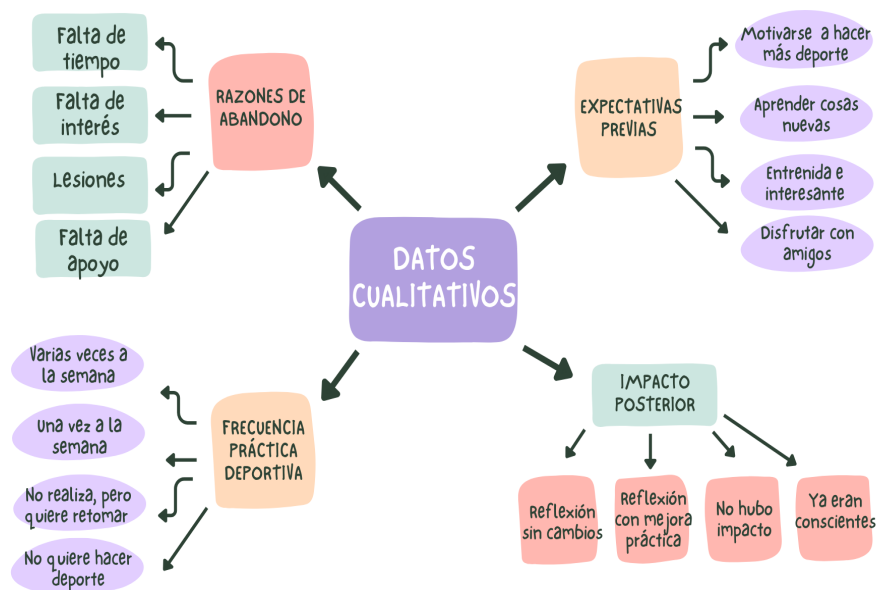 Falta de
tiempo
Falta de
interés
Lesiones
Falta de
apoyo
RAZONES DE
ABANDONO
EXPECTATIVAS
PREVIAS
Motivarse a hacer
más deporte
Aprender cosas
nuevas
Entrenida e
interesante
Disfrutar con
amigos
DATOS
CUALITATIVOS
Varias veces a
la semana
Una vez a la
semana
No realiza, pero
quiere retomar
No quiere hacer
deporte
FRECUENCIA
PRÁCTICA
DEPORTIVA
IMPACTO
POSTERIOR
Reflexión
sin cambios
Reflexión
con mejora
práctica
No hubo
impacto
Ya eran
conscientes